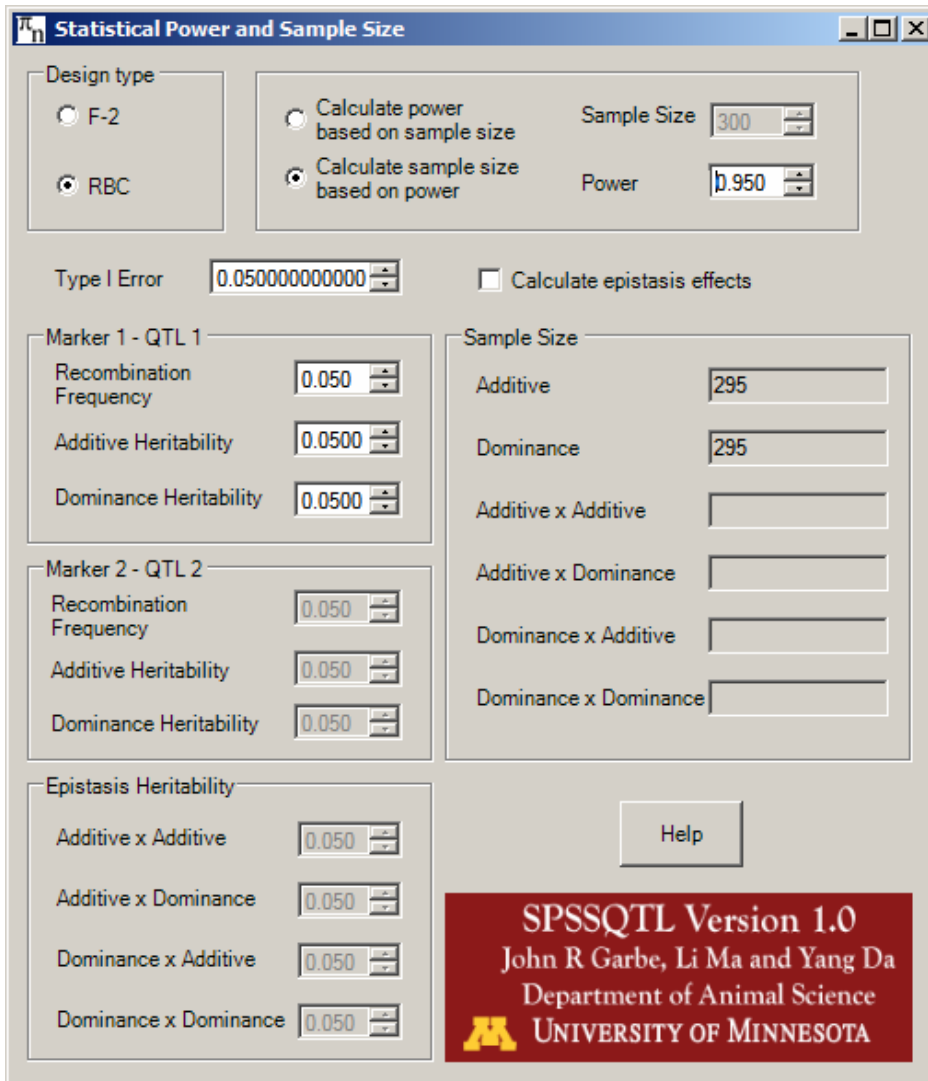 πn Statistical Power and Sample Size
Design type
F-2
RBC
Calculate power
based on sample size
Sample Size 300
Calculate sample size
based on power
Power 0.950
Type I Error 0.050000000000
Calculate epistasis effects
Marker 1 - QTL 1
Recombination
Frequency 0.050
Additive Heritability 0.0500
Dominance Heritability 0.0500
Marker 2 - QTL 2
Recombination
Frequency 0.050
Additive Heritability 0.050
Dominance Heritability 0.050
Epistasis Heritability
Additive x Additive 0.050
Additive x Dominance 0.050
Dominance x Additive 0.050
Dominance x Dominance 0.050
Sample Size
Additive 295
Dominance 295
Additive x Additive
Additive x Dominance
Dominance x Additive
Dominance x Dominance
Help
SPSSQTL Version 1.0
John R Garbe, Li Ma and Yang Da
Department of Animal Science
M UNIVERSITY OF MINNESOTA